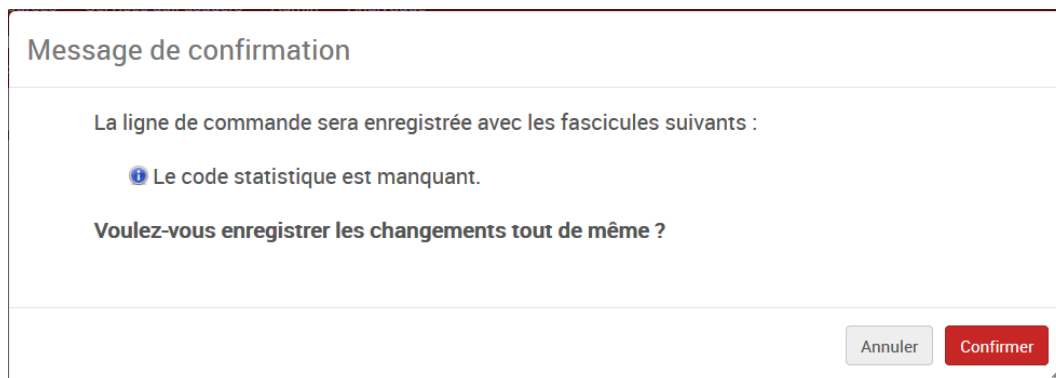 Message de confirmation
La ligne de commande sera enregistrée avec les fascicules suivants :
Le code statistique est manquant.
Voulez-vous enregistrer les changements tout de même ?
Annuler
Confirmer